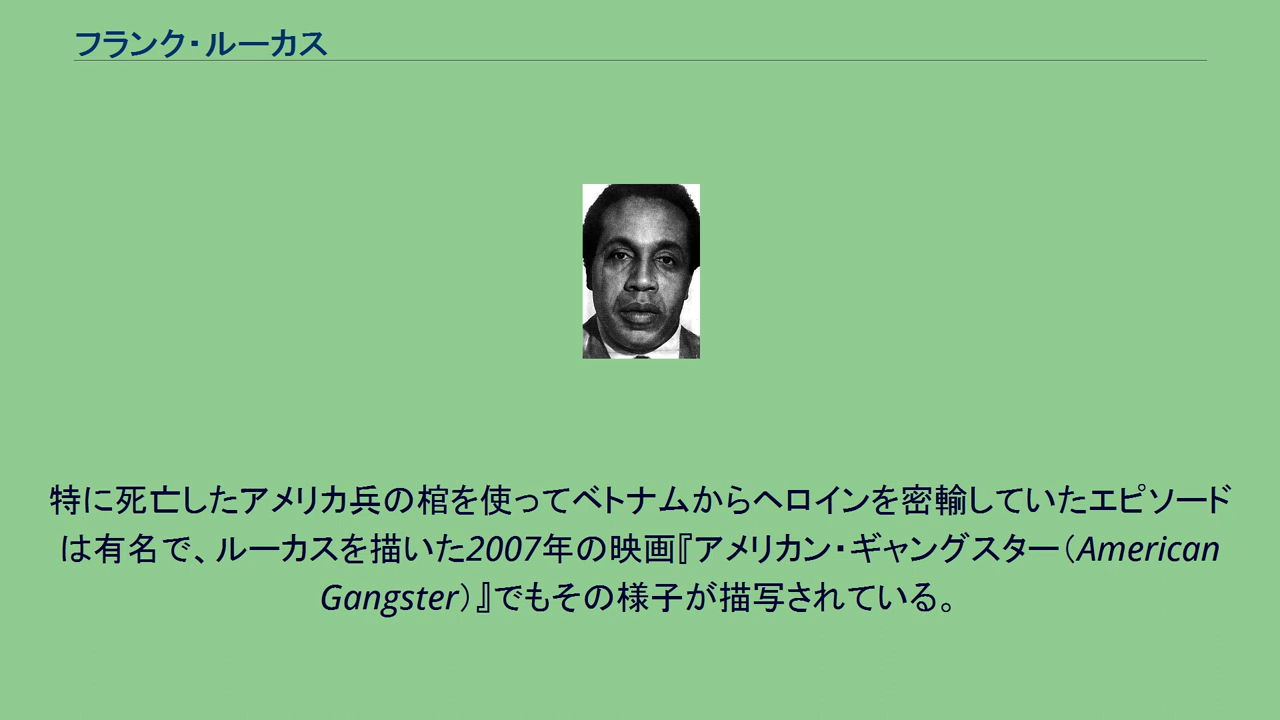 フランク・ルーカス
特に死亡したアメリカ兵の棺を使ってベトナムからヘロインを密輸していたエピソード
は有名で、ルーカスを描いた2007年の映画『アメリカン・ギャングスター（American
Gangster）』でもその様子が描写されている。